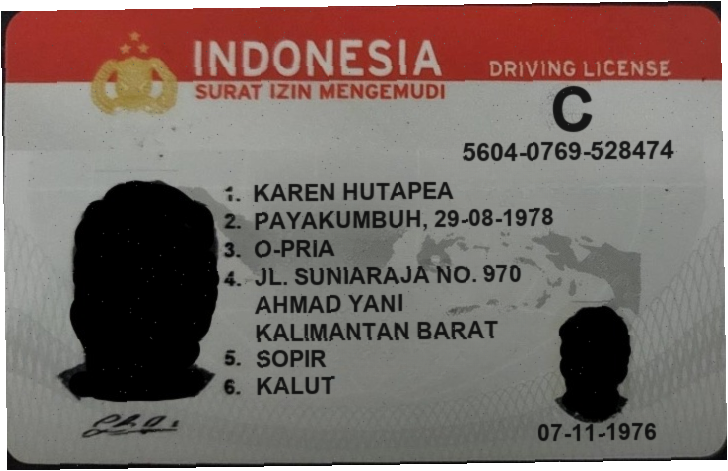 INDONESIA
SURAT IZIN MENGEMUDI
DRIVING LICENSE
C
5604-0769-528474
1. KAREN HUTAPEA
2. PAYAKUMBUH, 29-08-1978
3. O-PRIA
4. JL. SUNIARAJA NO. 970
AHMAD YANI
KALIMANTAN BARAT
5. SOPIR
6. KALUT
07-11-1976